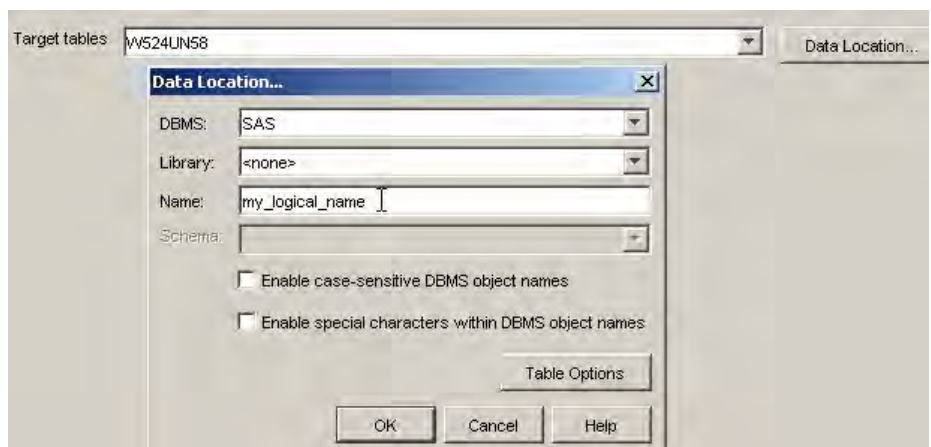 Target tables W524UN58 Data Location...
Data Location...
DBMS: SAS
Library: <none>
Name: my_logical_name
Schema:
Enable case-sensitive DBMS object names
Enable special characters within DBMS object names
Table Options
OK Cancel Help